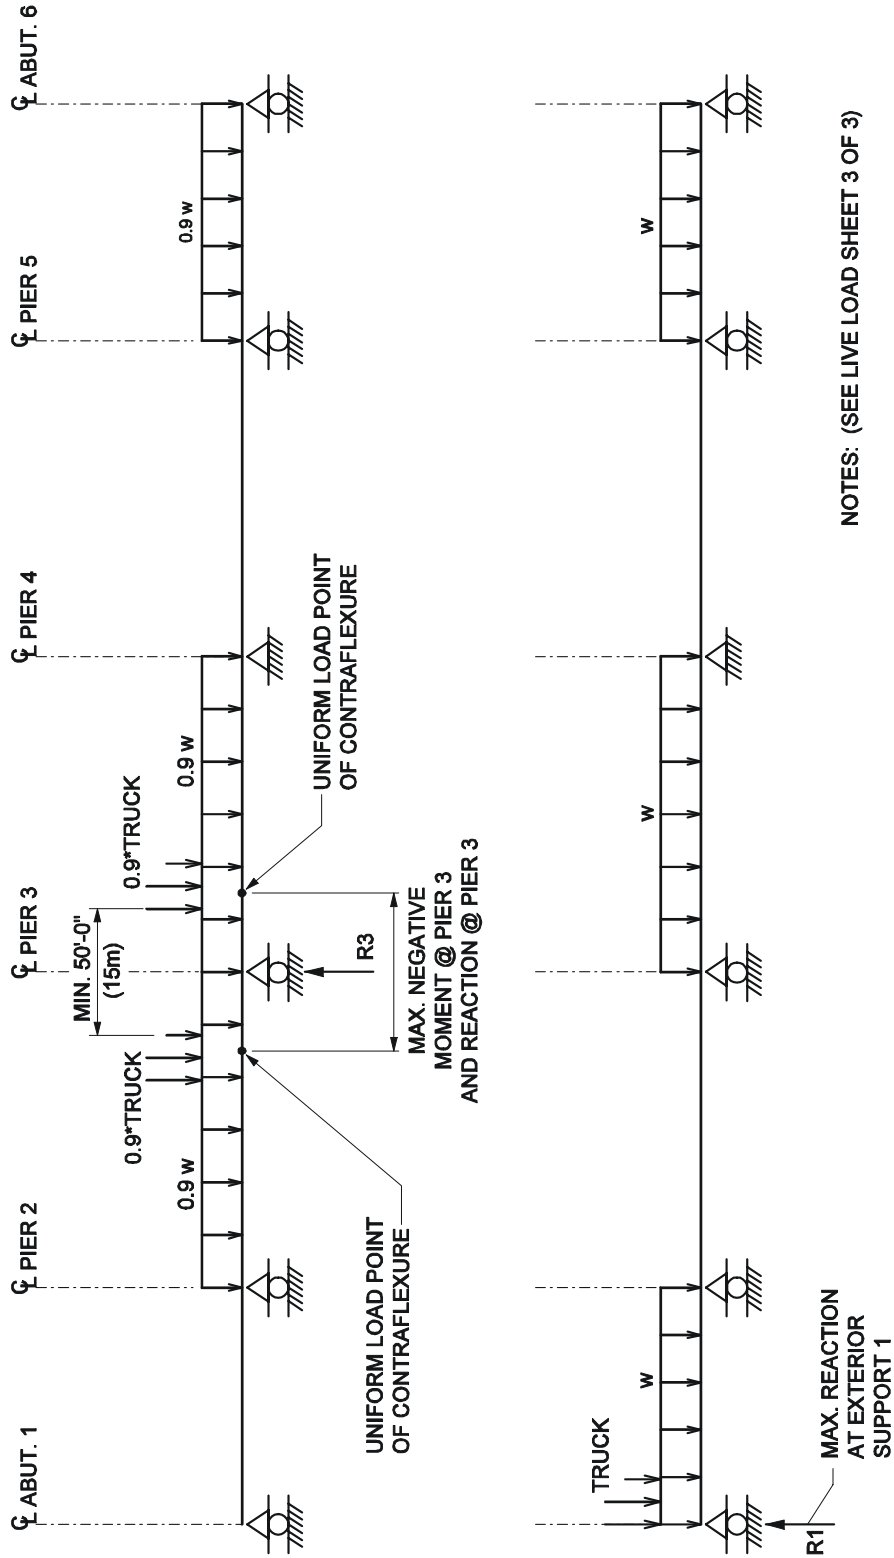 ℄ ABUT. 1
℄ PIER 2
℄ PIER 3
℄ PIER 4
℄ PIER 5
℄ ABUT. 6
MIN. 50'-0"
(15m)
0.9*TRUCK
0.9*TRUCK
0.9 w
0.9 w
0.9 w
R3
UNIFORM LOAD POINT
OF CONTRAFLEXURE
UNIFORM LOAD POINT
OF CONTRAFLEXURE
MAX. NEGATIVE
MOMENT @ PIER 3
AND REACTION @ PIER 3
TRUCK
w
w
w
R1
MAX. REACTION
AT EXTERIOR
SUPPORT 1
NOTES: (SEE LIVE LOAD SHEET 3 OF 3)